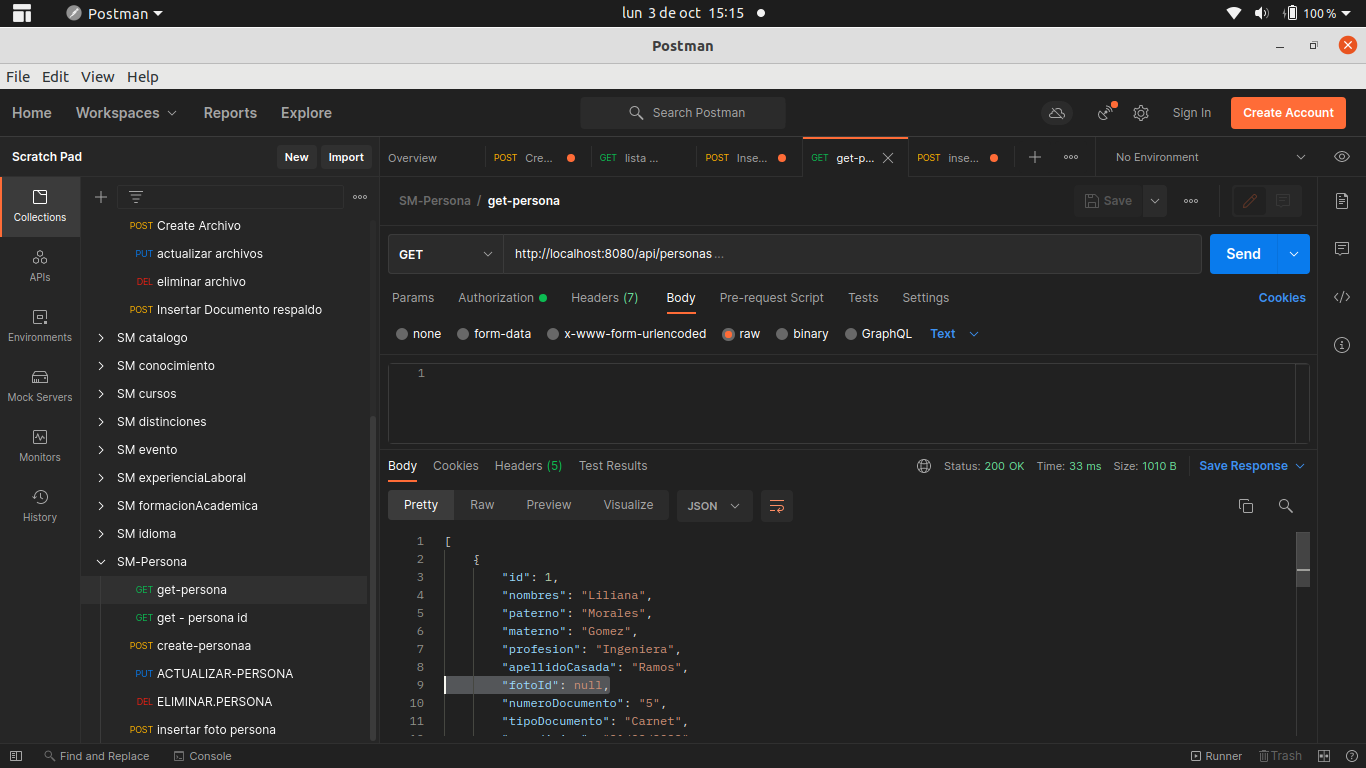 Postman
lun 3 de oct 15:15
100 %
Postman
File Edit View Help
Home Workspaces Reports Explore
Search Postman
Sign In
Create Account
Scratch Pad
New Import
Overview
POST Cre...
GET lista ...
POST Inse...
GET get-p...
POST inse...
No Environment
Collections
APIs
Environments
Mock Servers
Monitors
History
POST Create Archivo
PUT actualizar archivos
DEL eliminar archivo
POST Insertar Documento respaldo
SM catalogo
SM conocimiento
SM cursos
SM distinciones
SM evento
SM experienciaLaboral
SM formacionAcademica
SM idioma
SM-Persona
GET get-persona
GET get - persona id
POST create-personaa
PUT ACTUALIZAR-PERSONA
DEL ELIMINAR.PERSONA
POST insertar foto persona
SM-Persona / get-persona
Save
GET
http://localhost:8080/api/personas ...
Send
Params Authorization Headers (7) Body Pre-request Script Tests Settings
Cookies
none form-data x-www-form-urlencoded raw binary GraphQL Text
1
Body Cookies Headers (5) Test Results
Status: 200 OK Time: 33 ms Size: 1010 B
Save Response
Pretty Raw Preview Visualize JSON
1 [
2 {
3 "id": 1,
4 "nombres": "Liliana",
5 "paterno": "Morales",
6 "materno": "Gomez",
7 "profesion": "Ingeniera",
8 "apellidoCasada": "Ramos",
9 "fotoId": null,
10 "numeroDocumento": "5",
11 "tipoDocumento": "Carnet",
Find and Replace Console
Runner Trash